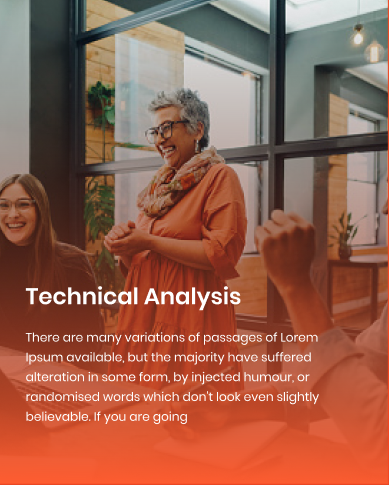 Technical Analysis
There are many variations of passages of Lorem
Ipsum available, but the majority have suffered
alteration in some form, by injected humour, or
randomised words which don't look even slightly
believable. If you are going